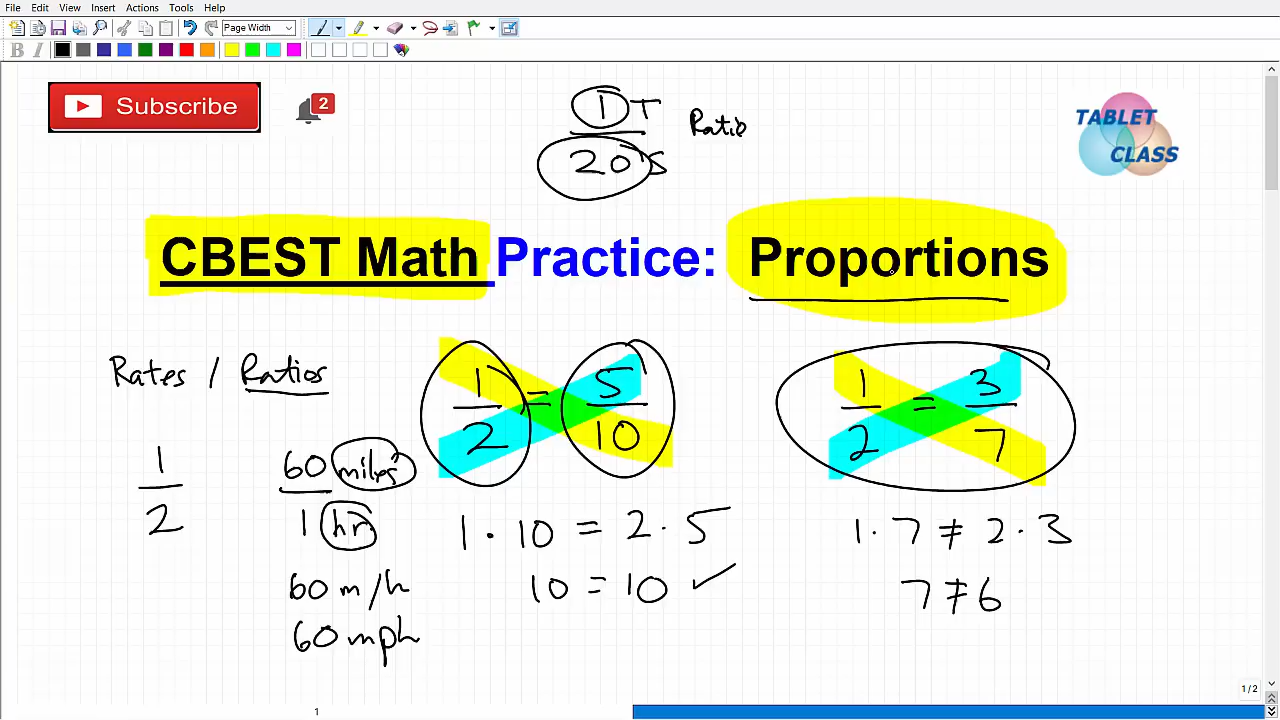 File Edit View Insert Actions Tools Help
Page Width
B I
Subscribe
2
1 T
20 S
Ratio
TABLET
CLASS
CBEST Math Practice: Proportions
Rates / Ratios
1
2
60 miles
1 hr
60 m/h
60 mph
1/2 = 5/10
1 · 10 = 2 · 5
10 = 10 ✓
1/2 = 3/7
1 · 7 ≠ 2 · 3
7 ≠ 6
1/2
1